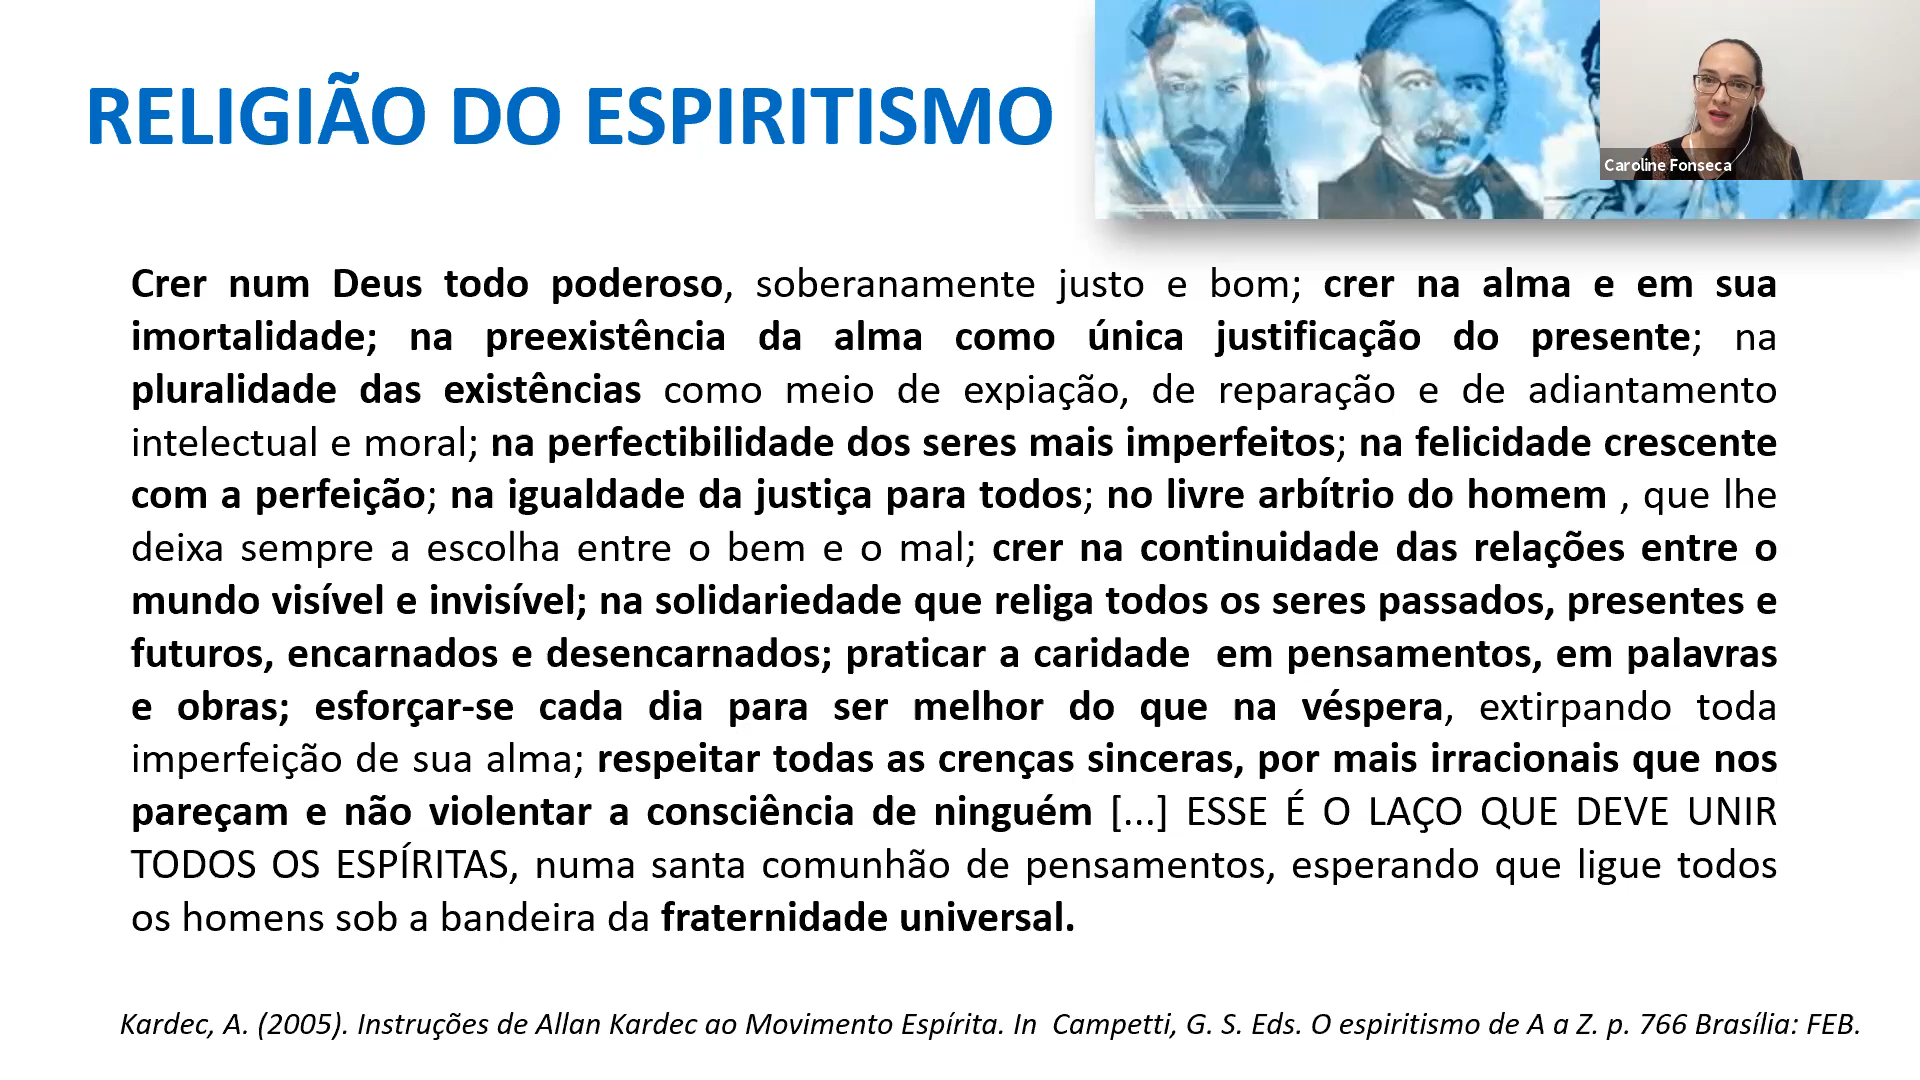 RELIGIÃO DO ESPIRITISMO
Caroline Fonseca
Crer num Deus todo poderoso, soberanamente justo e bom; crer na alma e em sua
imortalidade; na preexistência da alma como única justificação do presente; na
pluralidade das existências como meio de expiação, de reparação e de adiantamento
intelectual e moral; na perfectibilidade dos seres mais imperfeitos; na felicidade crescente
com a perfeição; na igualdade da justiça para todos; no livre arbítrio do homem , que lhe
deixa sempre a escolha entre o bem e o mal; crer na continuidade das relações entre o
mundo visível e invisível; na solidariedade que religa todos os seres passados, presentes e
futuros, encarnados e desencarnados; praticar a caridade  em pensamentos, em palavras
e obras; esforçar-se cada dia para ser melhor do que na véspera, extirpando toda
imperfeição de sua alma; respeitar todas as crenças sinceras, por mais irracionais que nos
pareçam e não violentar a consciência de ninguém [...] ESSE É O LAÇO QUE DEVE UNIR
TODOS OS ESPÍRITAS, numa santa comunhão de pensamentos, esperando que ligue todos
os homens sob a bandeira da fraternidade universal.
Kardec, A. (2005). Instruções de Allan Kardec ao Movimento Espírita. In  Campetti, G. S. Eds. O espiritismo de A a Z. p. 766 Brasília: FEB.